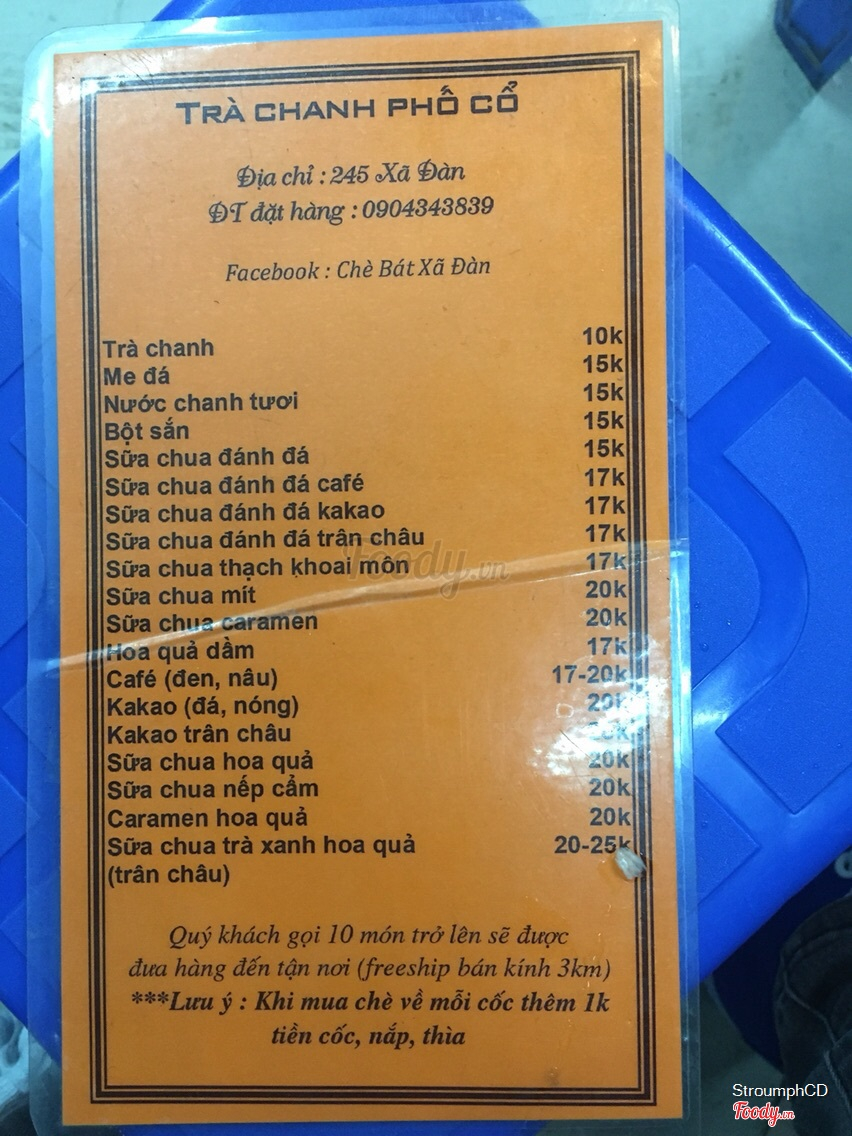 TRÀ CHANH PHỐ CỔ
Địa chỉ : 245 Xã Đàn
ĐT đặt hàng : 0904343839
Facebook : Chè Bát Xã Đàn
Trà chanh 10k
Me đá 15k
Nước chanh tươi 15k
Bột sắn 15k
Sữa chua đánh đá 15k
Sữa chua đánh đá café 17k
Sữa chua đánh đá kakao 17k
Sữa chua đánh đá trân châu 17k
Sữa chua thạch khoai môn 17k
Sữa chua mít 20k
Sữa chua caramen 20k
Hoa quả dầm 17k
Café (đen, nâu) 17-20k
Kakao (đá, nóng) 20k
Kakao trân châu
Sữa chua hoa quả 20k
Sữa chua nếp cẩm 20k
Caramen hoa quả 20k
Sữa chua trà xanh hoa quả 20-25k
(trân châu)
Quý khách gọi 10 món trở lên sẽ được
đưa hàng đến tận nơi (freeship bán kính 3km)
***Lưu ý : Khi mua chè về mỗi cốc thêm 1k
tiền cốc, nắp, thìa
Foody.vn
StroumphCD
Foody.vn